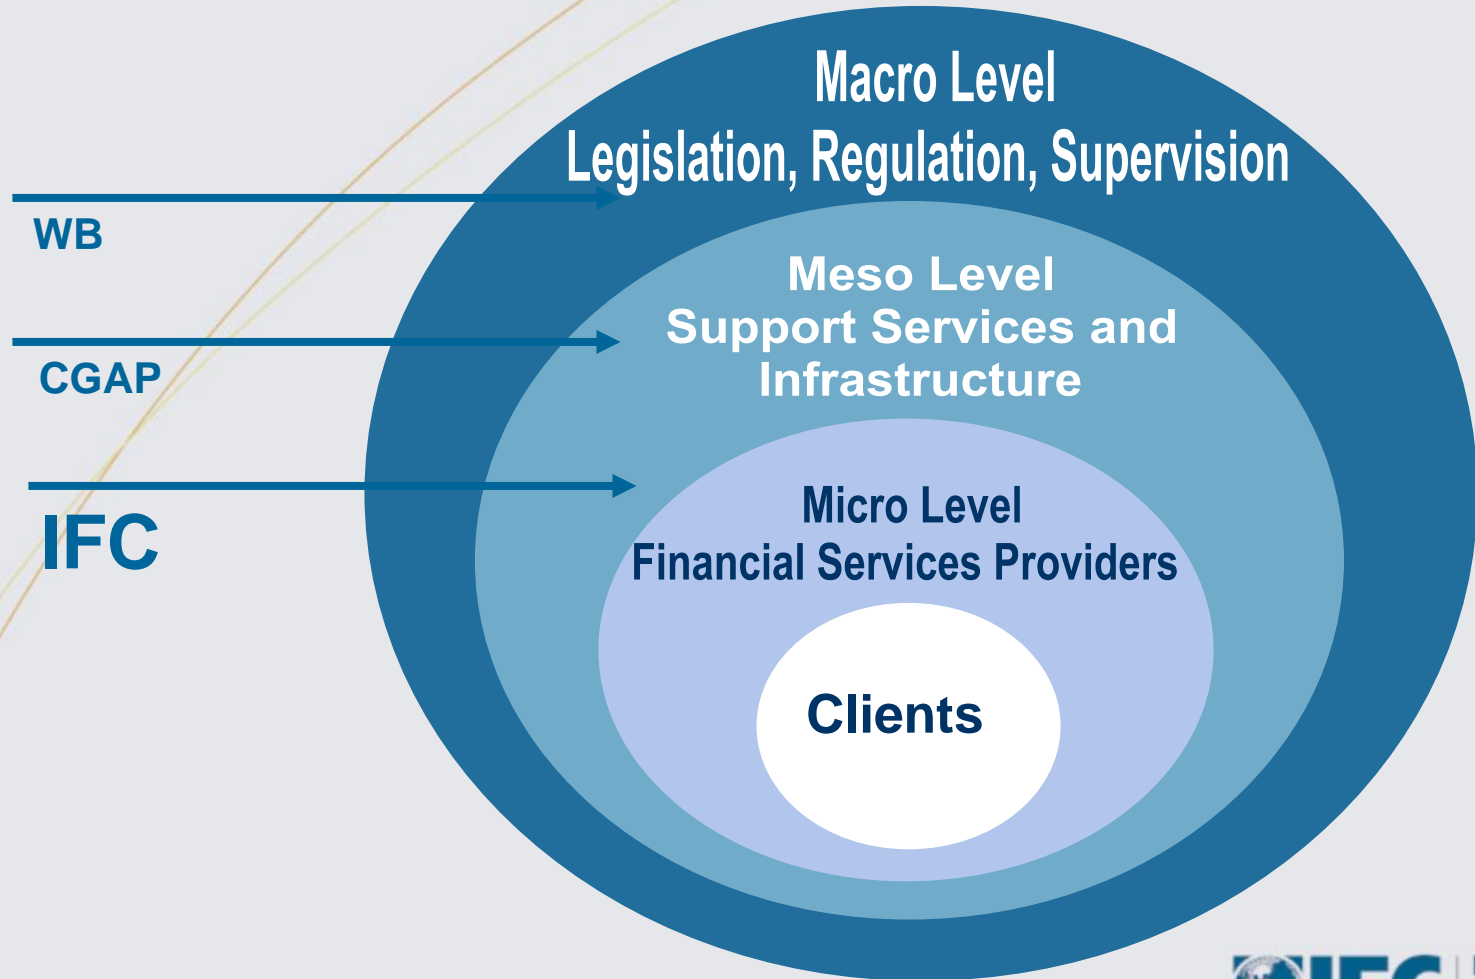 Macro Level
Legislation, Regulation, Supervision
WB
Meso Level
Support Services and
Infrastructure
CGAP
Micro Level
Financial Services Providers
IFC
Clients
IFC